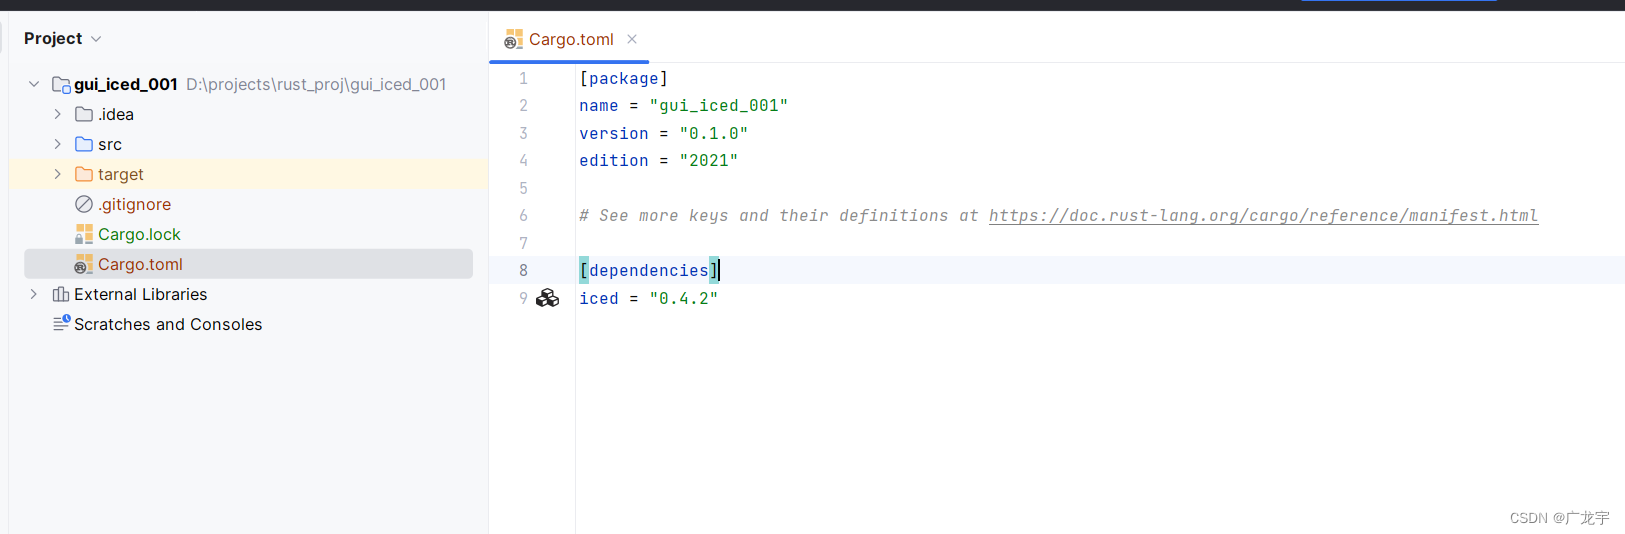 Project
gui_iced_001 D:\projects\rust_proj\gui_iced_001
.idea
src
target
.gitignore
Cargo.lock
Cargo.toml
External Libraries
Scratches and Consoles
Cargo.toml
1 [package]
2 name = "gui_iced_001"
3 version = "0.1.0"
4 edition = "2021"
5
6 # See more keys and their definitions at https://doc.rust-lang.org/cargo/reference/manifest.html
7
8 [dependencies]
9 iced = "0.4.2"
CSDN @广龙宇